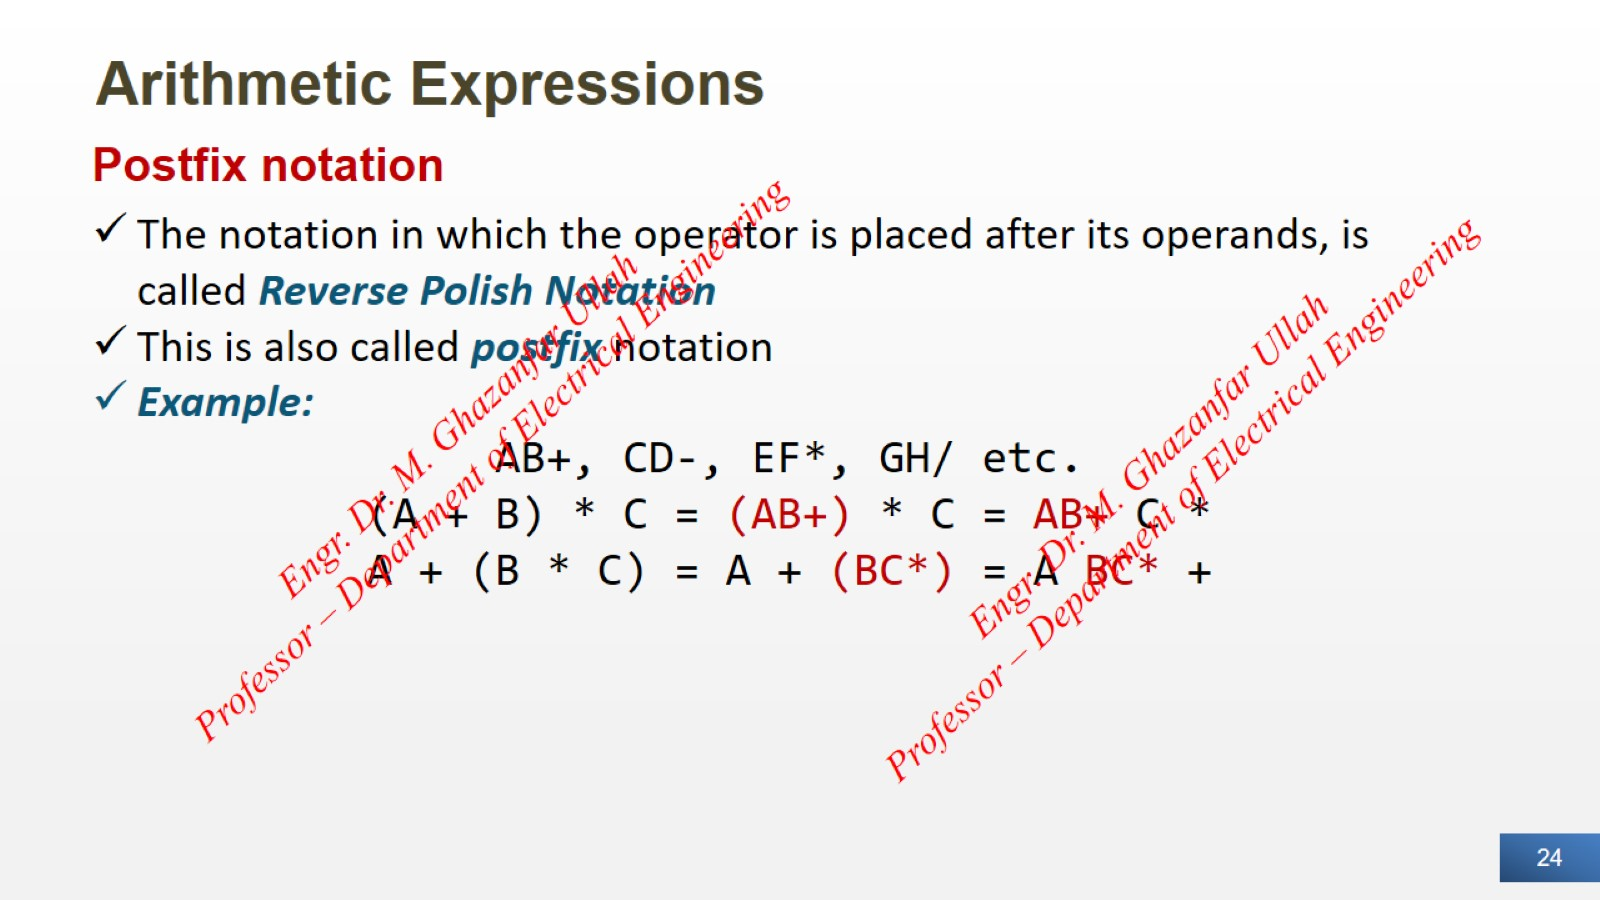 Arithmetic Expressions
Postfix notation
✓ The notation in which the operator is placed after its operands, is
called Reverse Polish Notation
✓ This is also called postfix notation
✓ Example:
AB+, CD-, EF*, GH/ etc.
(A + B) * C = (AB+) * C = AB+ C *
A + (B * C) = A + (BC*) = A BC* +
Engr. Dr. M. Ghazanfar Ullah
Professor – Department of Electrical Engineering
Engr. Dr. M. Ghazanfar Ullah
Professor – Department of Electrical Engineering
24